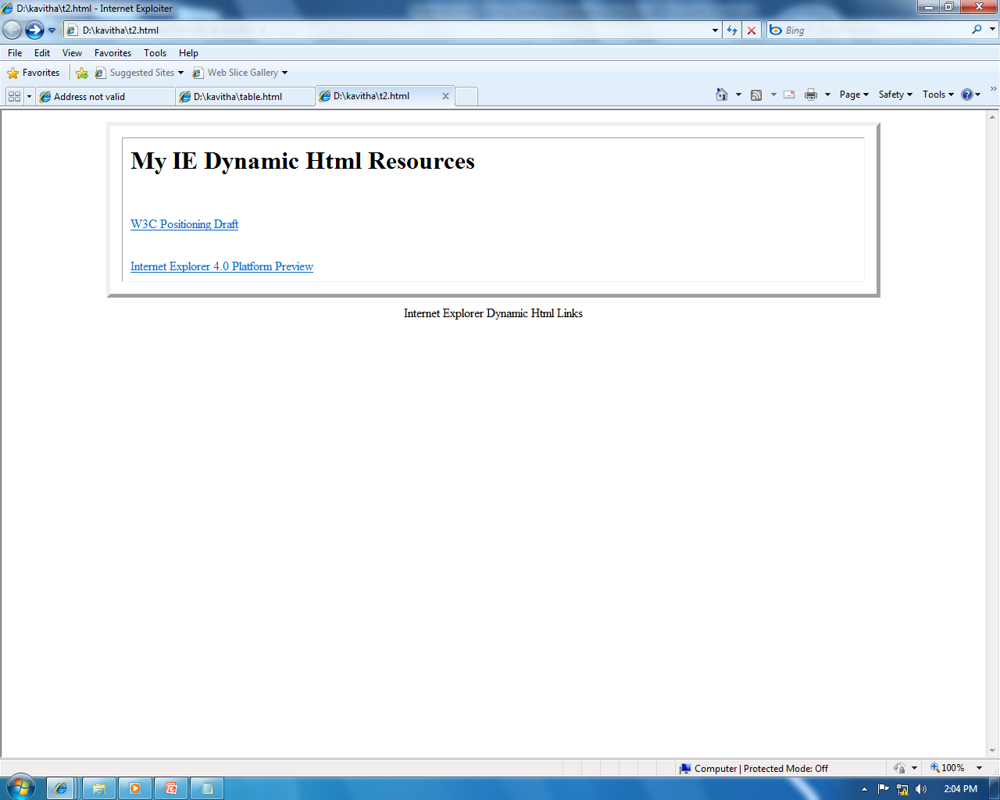 D:\kavitha\t2.html - Internet Exploiter
D:\kavitha\t2.html
Bing
File Edit View Favorites Tools Help
Favorites Suggested Sites Web Slice Gallery
Address not valid D:\kavitha\table.html D:\kavitha\t2.html Page Safety Tools
My IE Dynamic Html Resources
W3C Positioning Draft
Internet Explorer 4.0 Platform Preview
Internet Explorer Dynamic Html Links
Computer | Protected Mode: Off 100%
2:04 PM